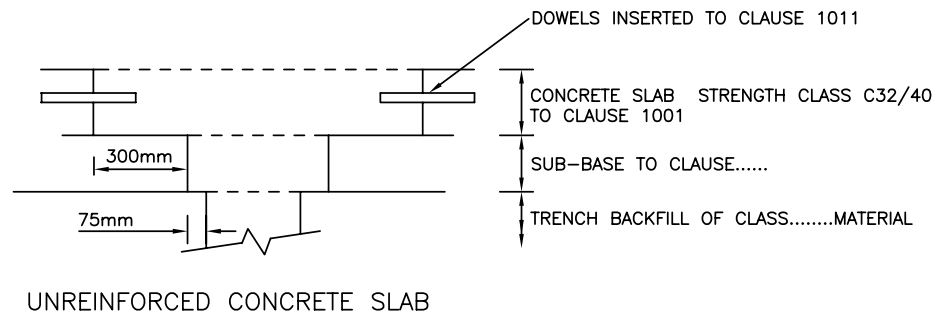 DOWELS INSERTED TO CLAUSE 1011
CONCRETE SLAB STRENGTH CLASS C32/40
TO CLAUSE 1001
300mm
SUB-BASE TO CLAUSE......
75mm
TRENCH BACKFILL OF CLASS........MATERIAL
UNREINFORCED CONCRETE SLAB